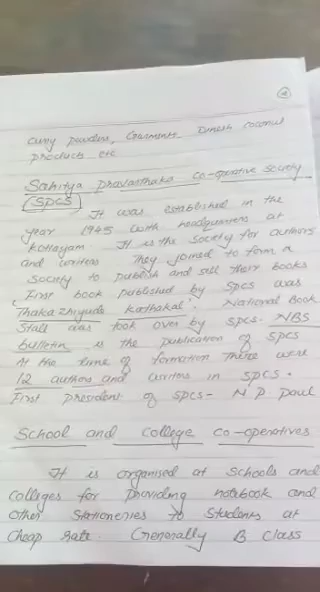 4
curry powders, Garments Dinesh coconut
products etc
Sahitya pravarthaka co-operative society
(SPCS)
It was established in the
year 1945 with headquarters at
Kottayam. It is the society for authors
and writers They joined to form a
society to publish and sell their books
First book published by SPCS was
Thakazhiyude Kadhakal. National Book
Stall was took over by SPCS. NBS
bulletin is the publication of SPCS
At the time of formation there were
12 authors and writers in SPCS.
First president of SPCS - M P Paul
School and college co-operatives
It is organised at Schools and
colleges for providing notebook and
other stationeries to students at
cheap rate. Generally B class